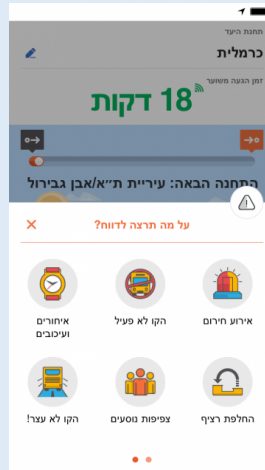 תחנת היעד
כרמלית
זמן הגעה משוער
18 דקות
התחנה הבאה: עיריית ת״א/אבן גבירול
על מה תרצה לדווח?
אירוע חירום
הקו לא פעיל
איחורים
ועיכובים
החלפת רציף
צפיפות נוסעים
הקו לא עצר!